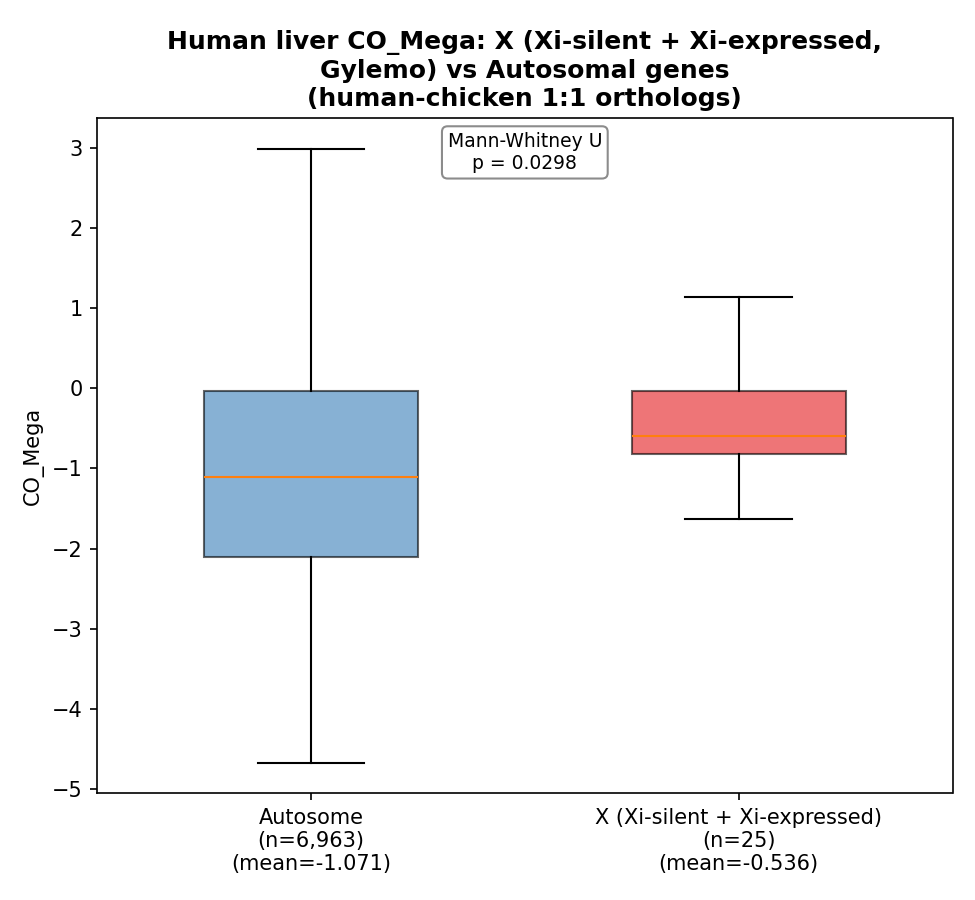 Human liver CO_Mega: X (Xi-silent + Xi-expressed,
Gylemo) vs Autosomal genes
(human-chicken 1:1 orthologs)
Mann-Whitney U
p = 0.0298
CO_Mega
3
2
1
0
−1
−2
−3
−4
−5
Autosome
(n=6,963)
(mean=-1.071)
X (Xi-silent + Xi-expressed)
(n=25)
(mean=-0.536)